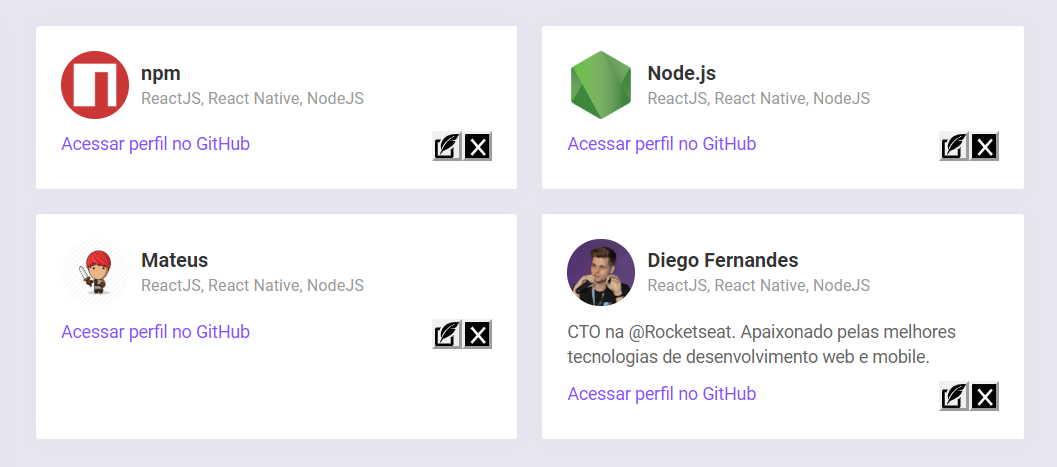 npm
ReactJS, React Native, NodeJS
Acessar perfil no GitHub
Node.js
ReactJS, React Native, NodeJS
Acessar perfil no GitHub
Mateus
ReactJS, React Native, NodeJS
Acessar perfil no GitHub
Diego Fernandes
ReactJS, React Native, NodeJS
CTO na @Rocketseat. Apaixonado pelas melhores
tecnologias de desenvolvimento web e mobile.
Acessar perfil no GitHub